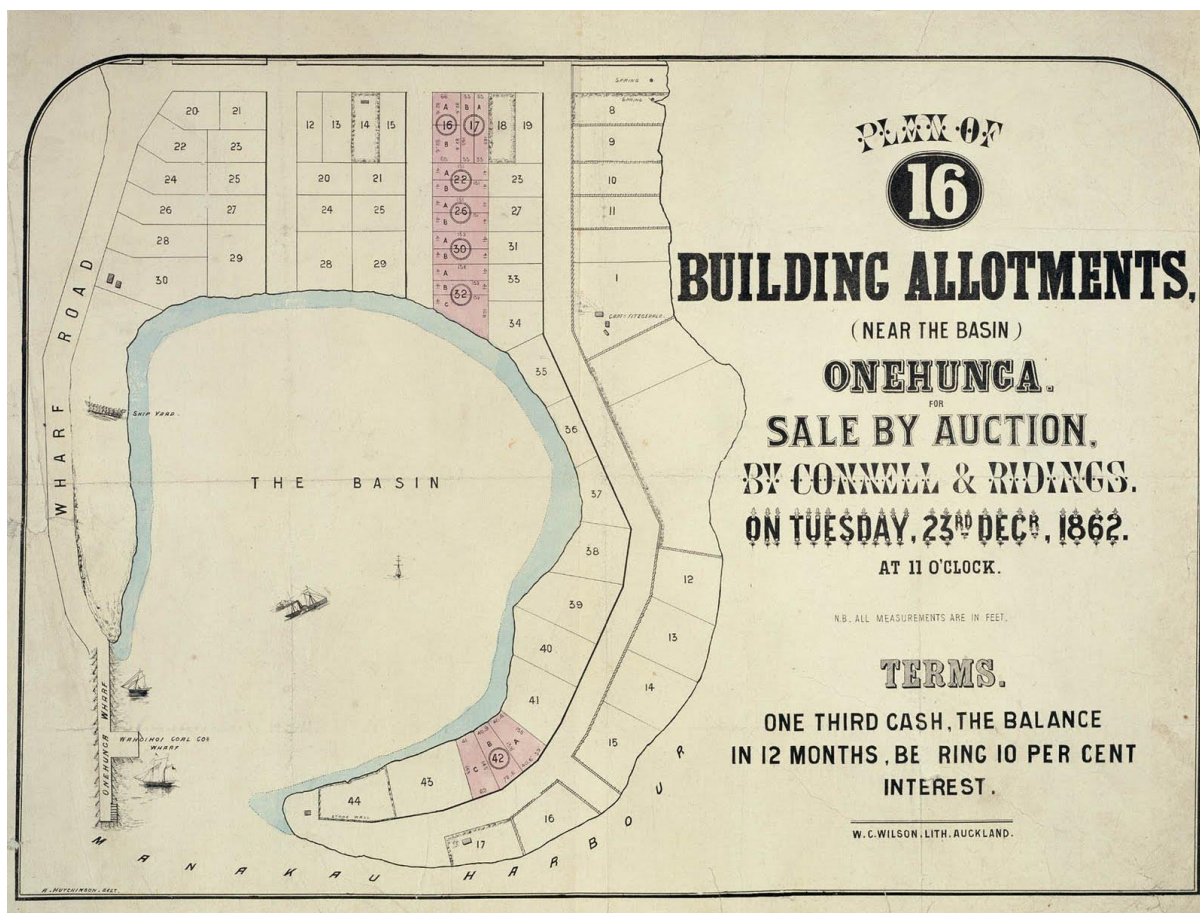 PLAN OF
16
BUILDING ALLOTMENTS,
(NEAR THE BASIN)
ONEHUNGA.
FOR
SALE BY AUCTION,
BY CONNELL & RIDINGS.
ON TUESDAY, 23RD DECR, 1862.
AT 11 O'CLOCK.
N.B. ALL MEASUREMENTS ARE IN FEET.
TERMS.
ONE THIRD CASH, THE BALANCE
IN 12 MONTHS, BE RING 10 PER CENT
INTEREST.
W.C. WILSON, LITH. AUCKLAND.
WHARF ROAD
SHIP YARD.
THE BASIN
ONEHUNGA WHARF
COAL COS
WHARF
MANAKAU HARBOUR
A. HUTCHINSON. DELT.
SPRING
SPRING
CAPTN FITZGERALD.
STONE WALL
20 21
22 23
24 25
26 27
28 29
30
12 13 14 15
20 21
24 25
28 29
A B A
16 17 18 19
B
A
22 23
B
A
26 27
B
A
30 31
B
A
32 33
B
C
34
35
36
37
38
39
40
41
A
B
C
42
43
44
8
9
10
11
1
12
13
14
15
16
17